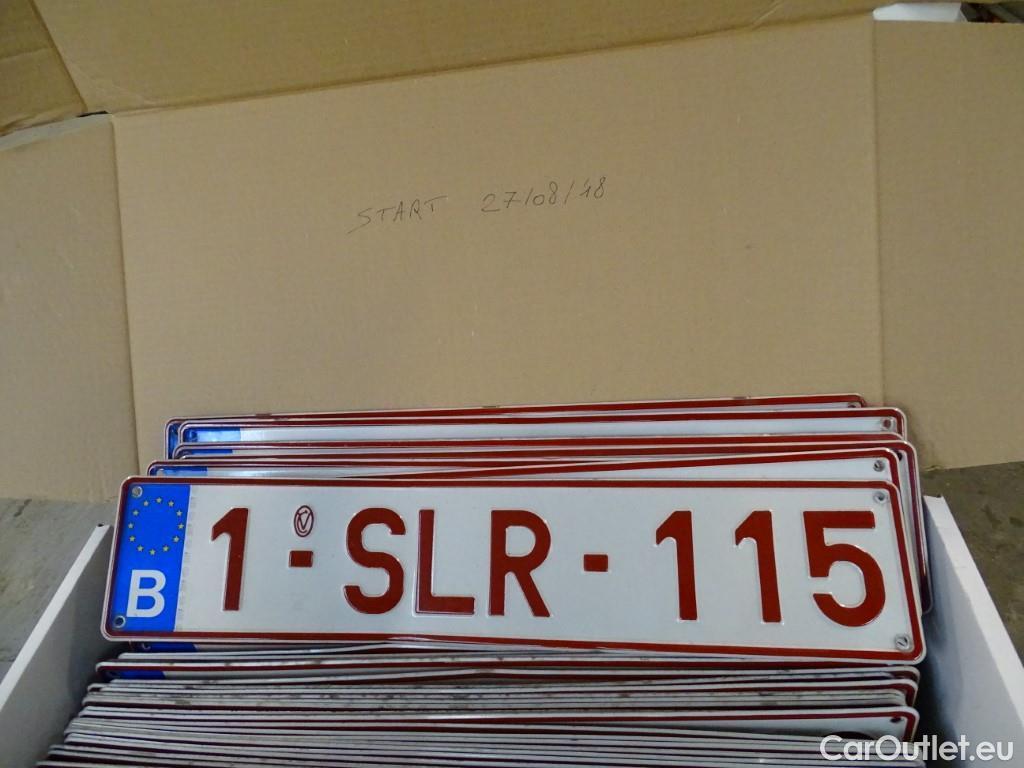 START 27/08/18
B 1-SLR-115
CarOutlet.eu